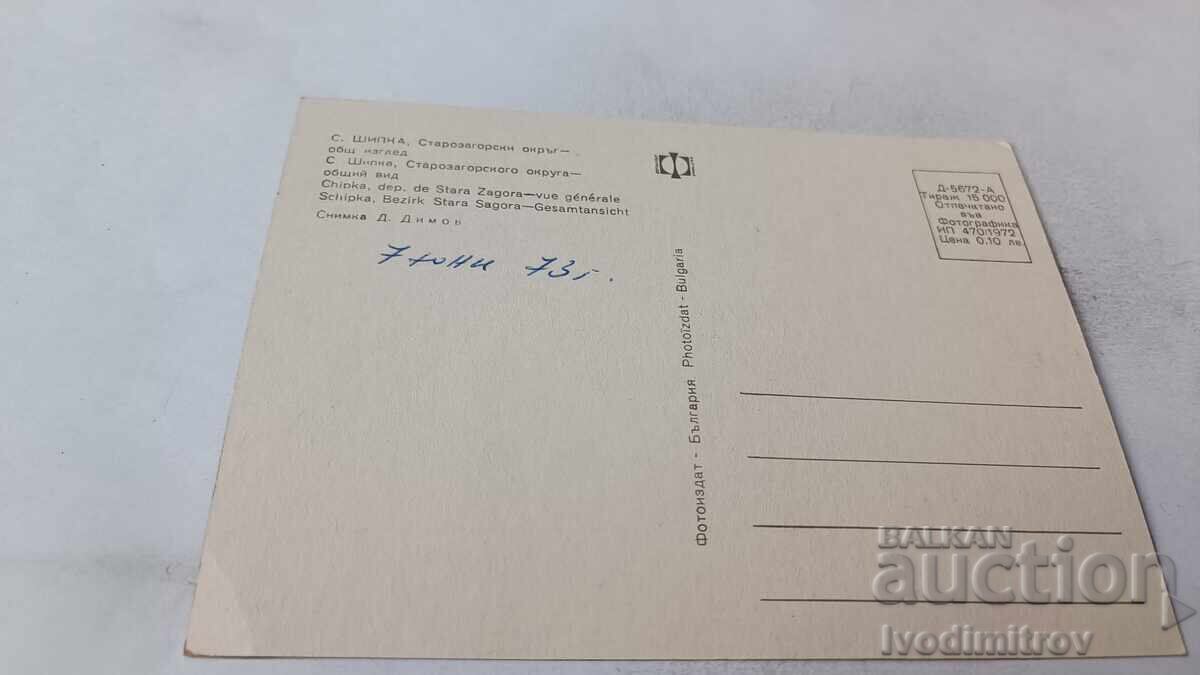 С. ШИПКА, Старозагорски окръг—
общ изглед
С. Шипка, Старозагорского округа—
общий вид
Chipka, dep. de Stara Zagora—vue générale
Schipka, Bezirk Stara Sagora—Gesamtansicht
Снимка Д. Димов
7 юни 73 г.
Фотоиздат - България Photoizdat - Bulgaria
Д-5672-А
Тираж 15 000
Отпечатано
във
Фотографика
ИП 470/1972
Цена 0.10 лв.
BALKAN
auction
Ivodimitrov